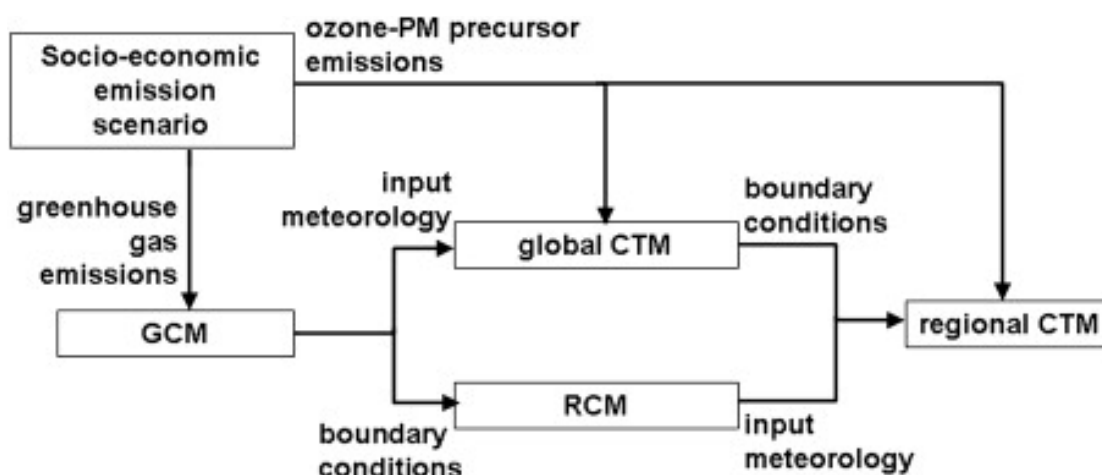 ozone-PM precursor
emissions
Socio-economic
emission
scenario
greenhouse
gas
emissions
input
meteorology
boundary
conditions
global CTM
GCM
regional CTM
RCM
boundary
conditions
input
meteorology